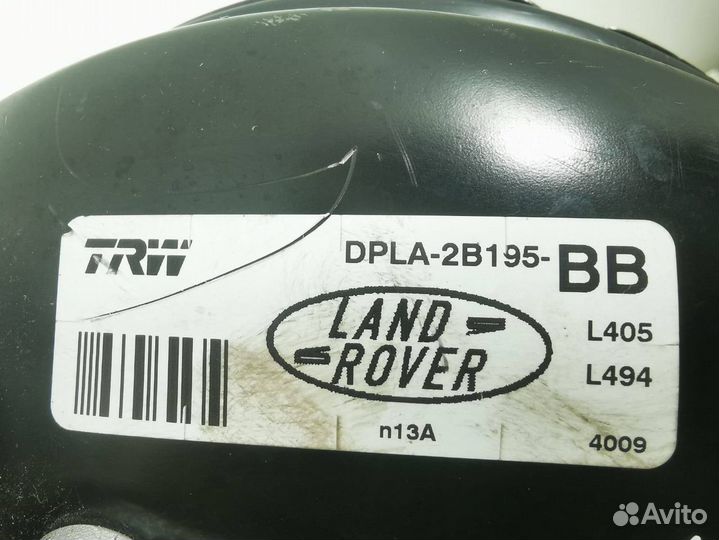 TRW
DPLA-2B195-BB
LAND
ROVER
L405
L494
n13A
4009
Avito